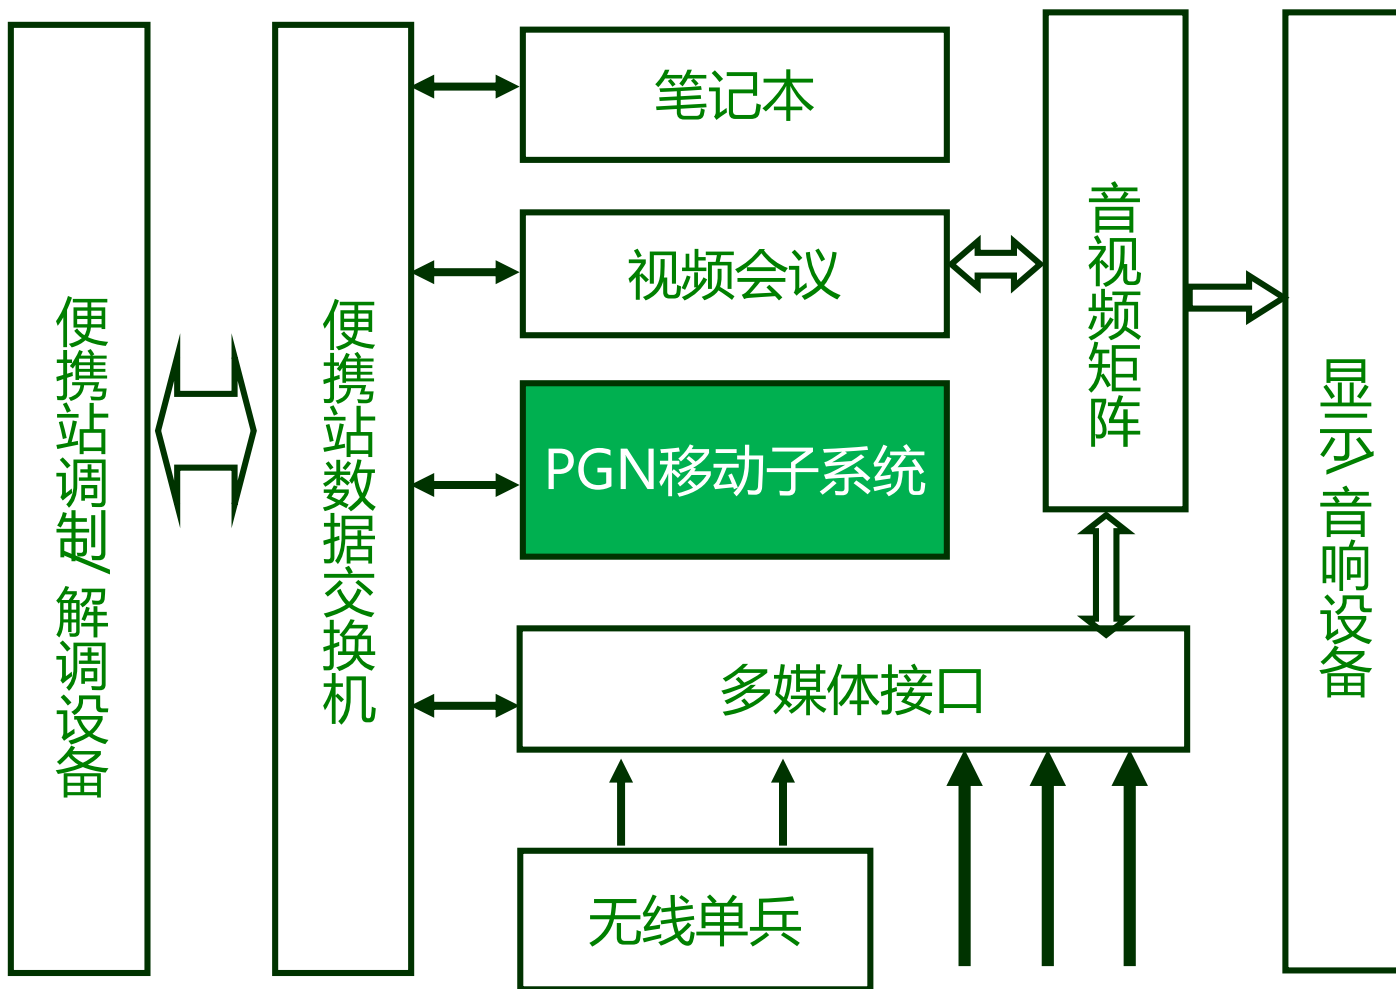 便携站调制/解调设备
便携站数据交换机
笔记本
视频会议
PGN移动子系统
多媒体接口
无线单兵
音视频矩阵
显示/音响设备